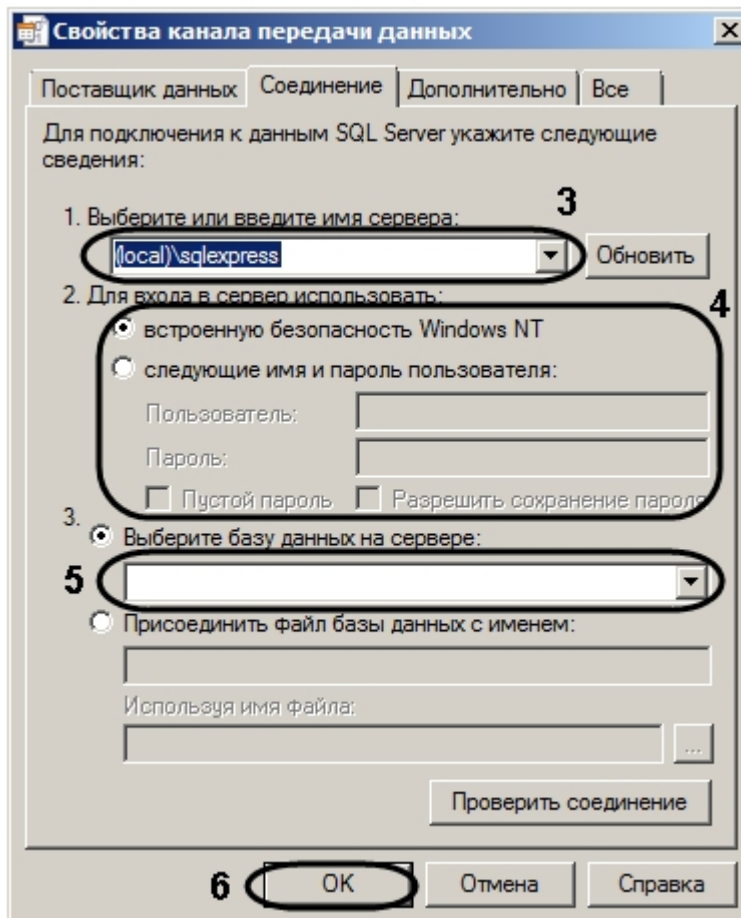 Свойства канала передачи данных
Поставщик данных Соединение Дополнительно Все
Для подключения к данным SQL Server укажите следующие
сведения:
1. Выберите или введите имя сервера: 3
(local)\sqlexpress Обновить
2. Для входа в сервер использовать: 4
встроенную безопасность Windows NT
следующие имя и пароль пользователя:
Пользователь:
Пароль:
Пустой пароль Разрешить сохранение пароля
3. Выберите базу данных на сервере:
5
Присоединить файл базы данных с именем:
Используя имя файла:
...
Проверить соединение
6 OK Отмена Справка